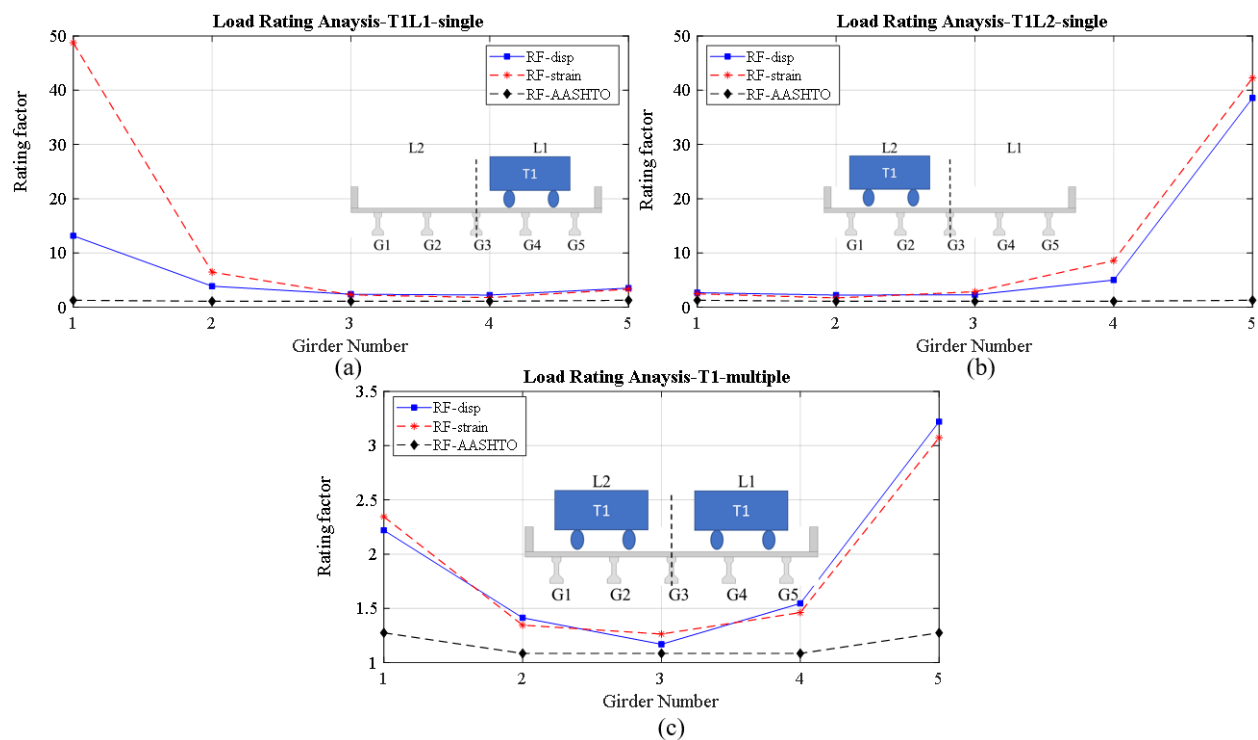 Load Rating Anaysis-T1L1-single
50
40
30
20
10
0
Rating factor
RF-disp
RF-strain
RF-AASHTO
L2 L1
T1
G1 G2 G3 G4 G5
1 2 3 4 5
Girder Number
(a)
Load Rating Anaysis-T1L2-single
50
40
30
20
10
0
Rating factor
RF-disp
RF-strain
RF-AASHTO
L2 L1
T1
G1 G2 G3 G4 G5
1 2 3 4 5
Girder Number
(b)
Load Rating Anaysis-T1-multiple
3.5
3
2.5
2
1.5
1
Rating factor
RF-disp
RF-strain
RF-AASHTO
L2 L1
T1 T1
G1 G2 G3 G4 G5
1 2 3 4 5
Girder Number
(c)